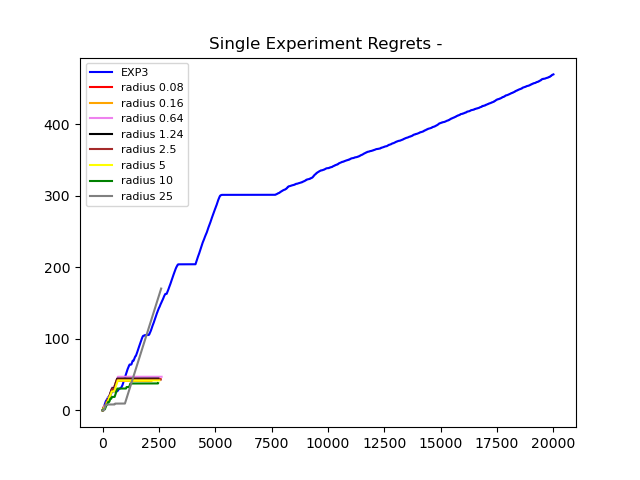 Single Experiment Regrets -
EXP3
radius 0.08
radius 0.16
radius 0.64
radius 1.24
radius 2.5
radius 5
radius 10
radius 25
400
300
200
100
0
0 2500 5000 7500 10000 12500 15000 17500 20000